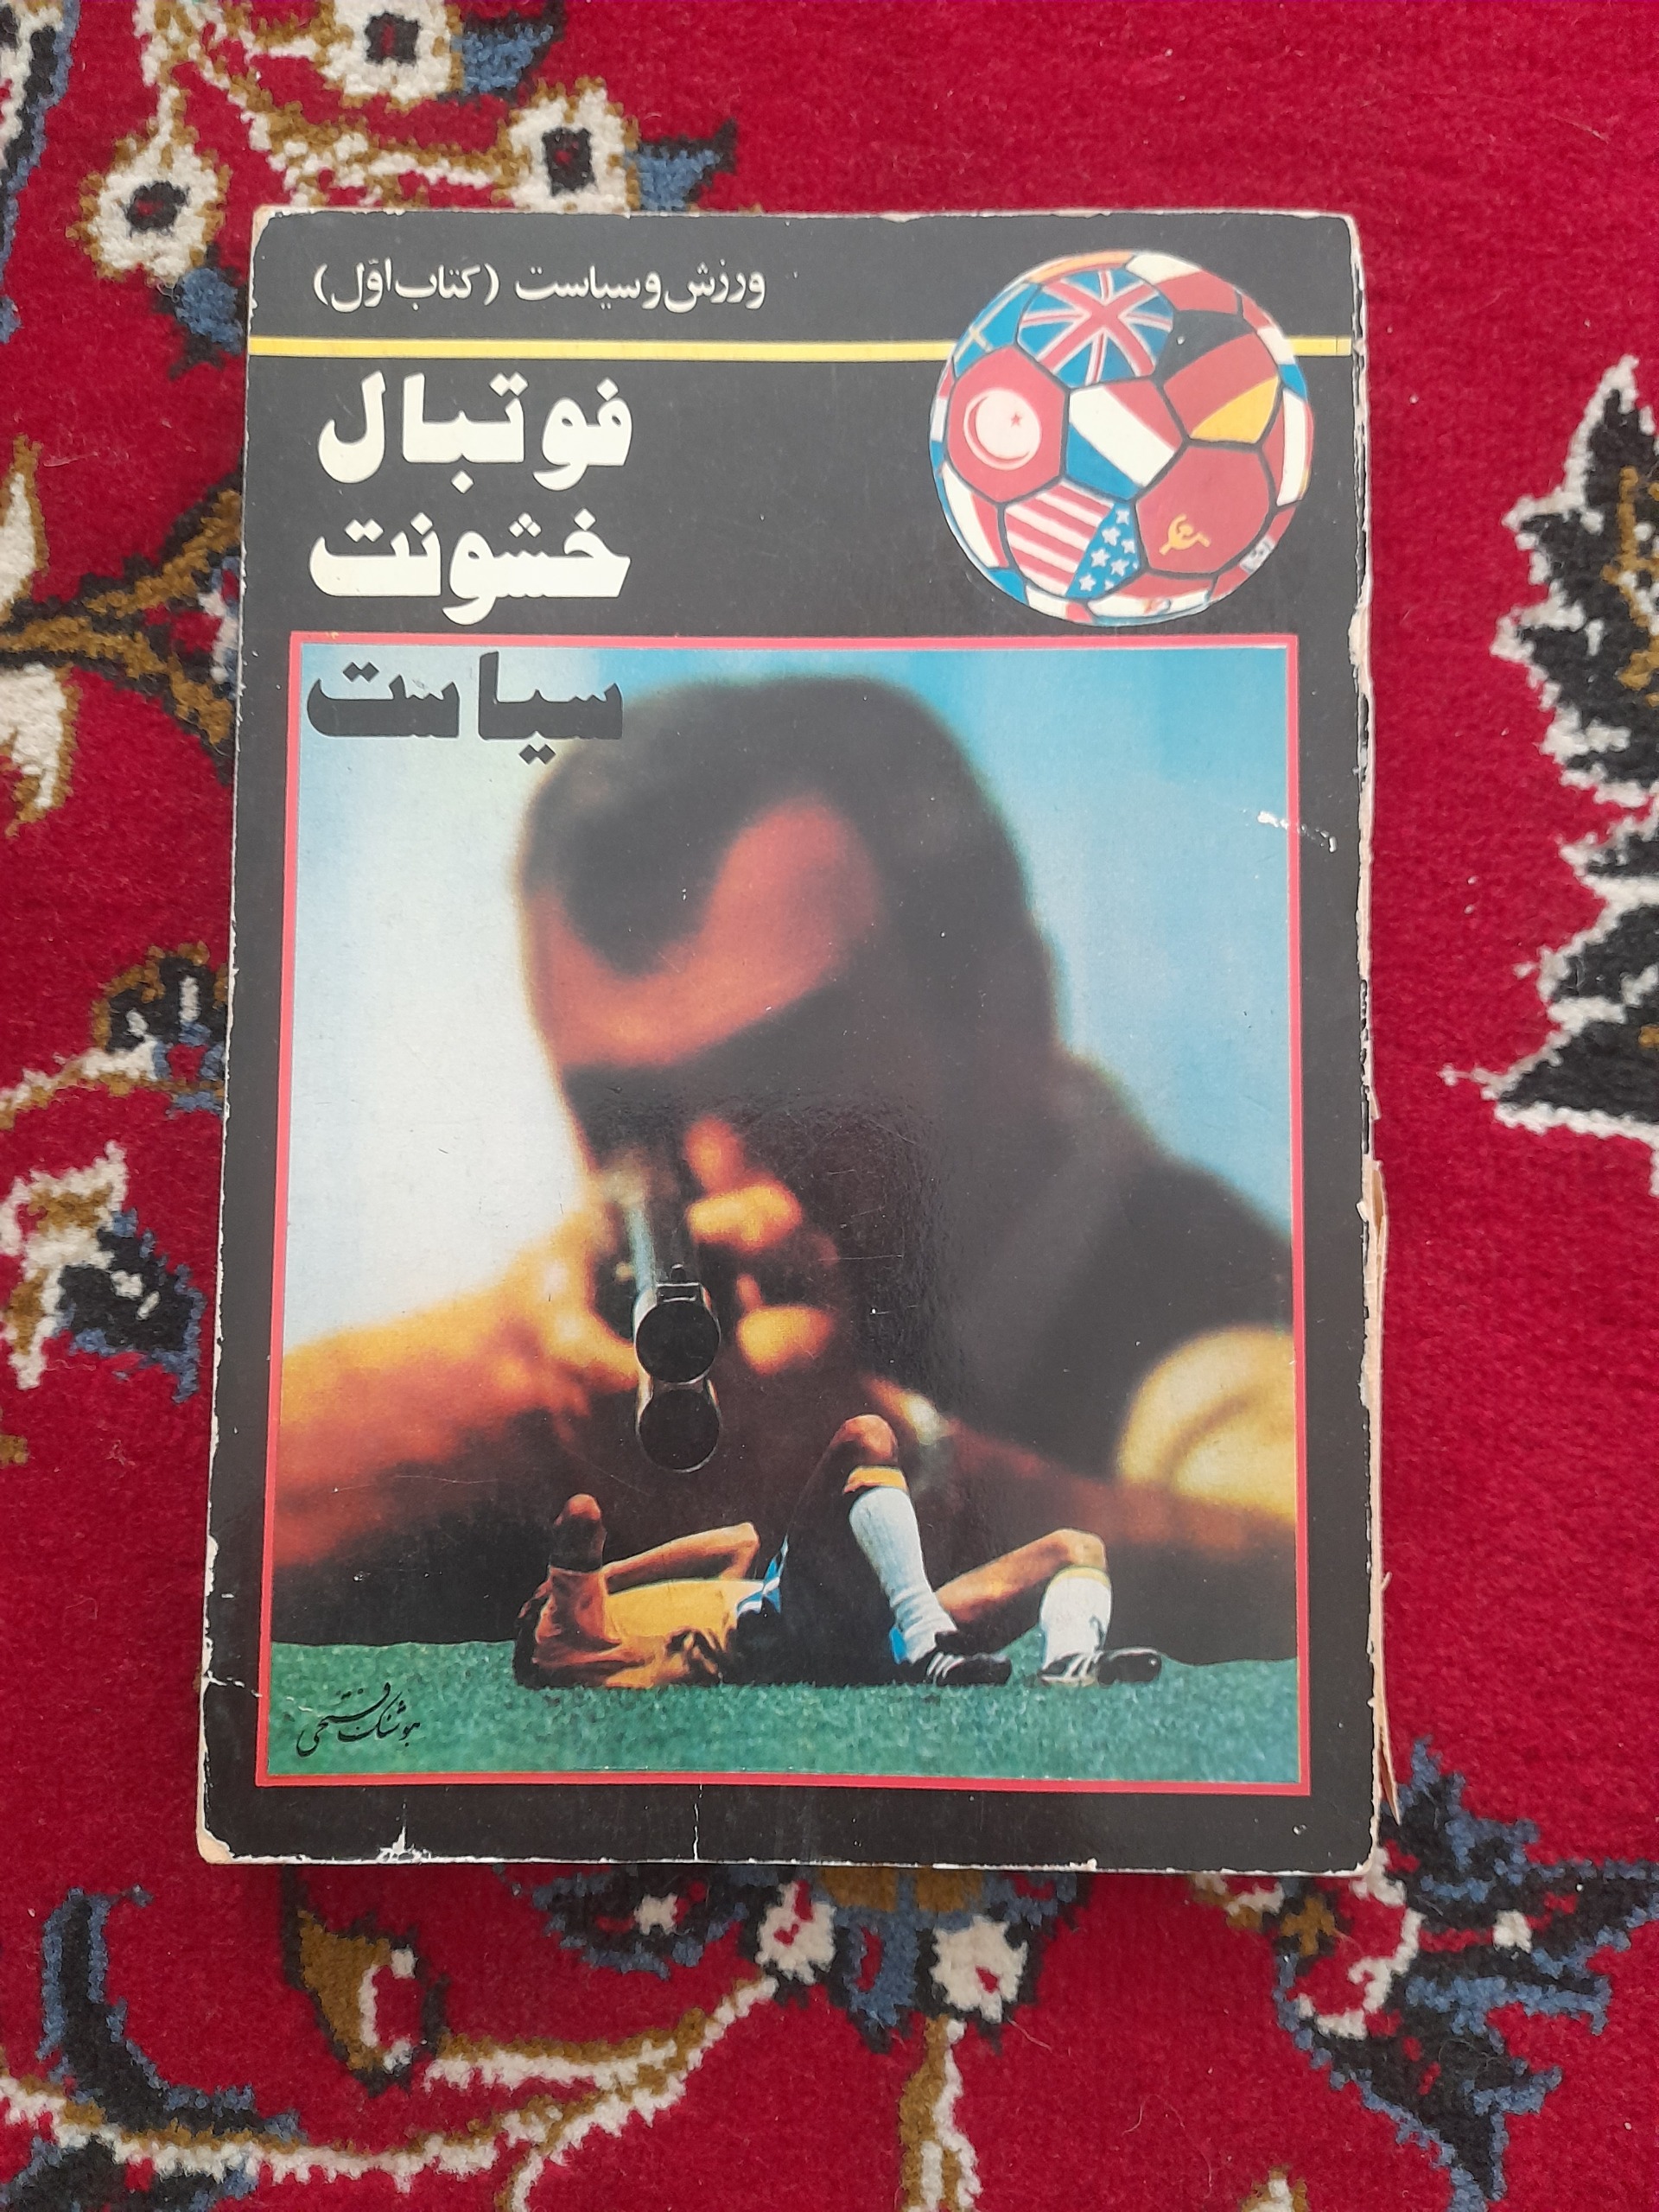 ورزش و سیاست (کتاب اوّل)
فوتبال
خشونت
سیاست
هوشنگ فتحی